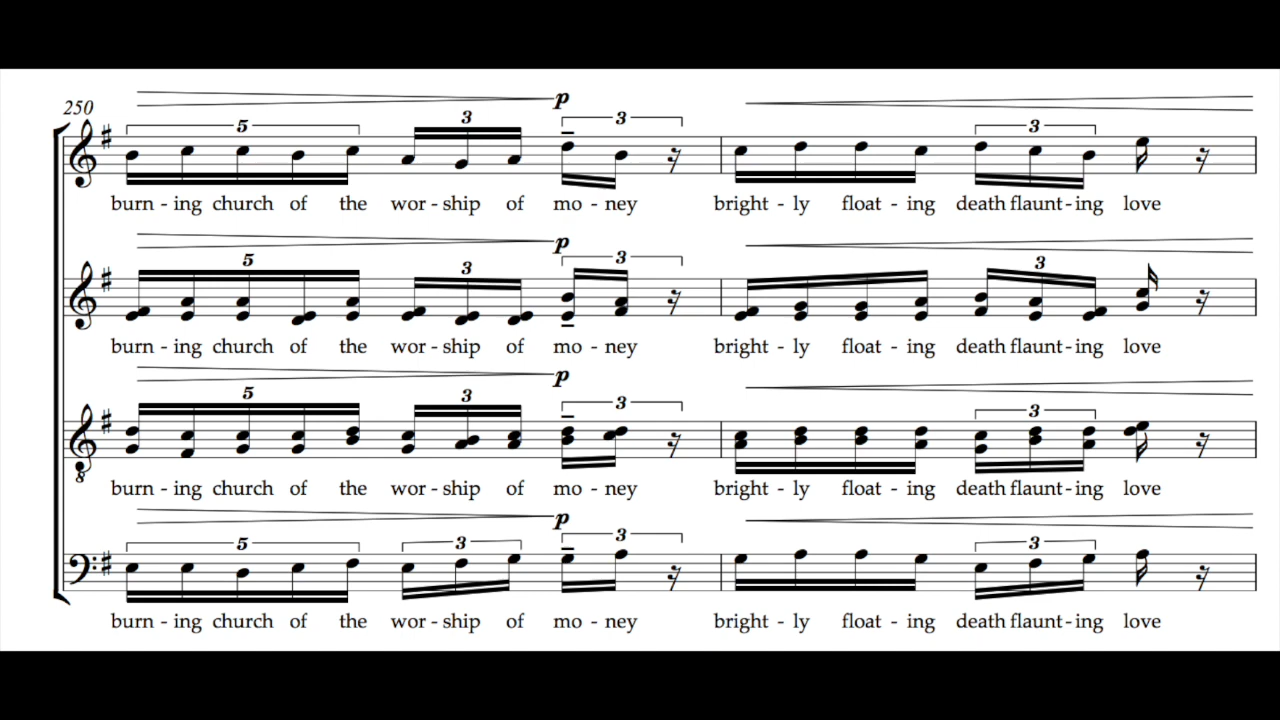 250
p
5 3 3 3
burn - ing church of the wor - ship of mo - ney bright - ly float - ing death flaunt - ing love
p
5 3 3 3
burn - ing church of the wor - ship of mo - ney bright - ly float - ing death flaunt - ing love
p
5 3 3 3
8
burn - ing church of the wor - ship of mo - ney bright - ly float - ing death flaunt - ing love
p
5 3 3 3
burn - ing church of the wor - ship of mo - ney bright - ly float - ing death flaunt - ing love